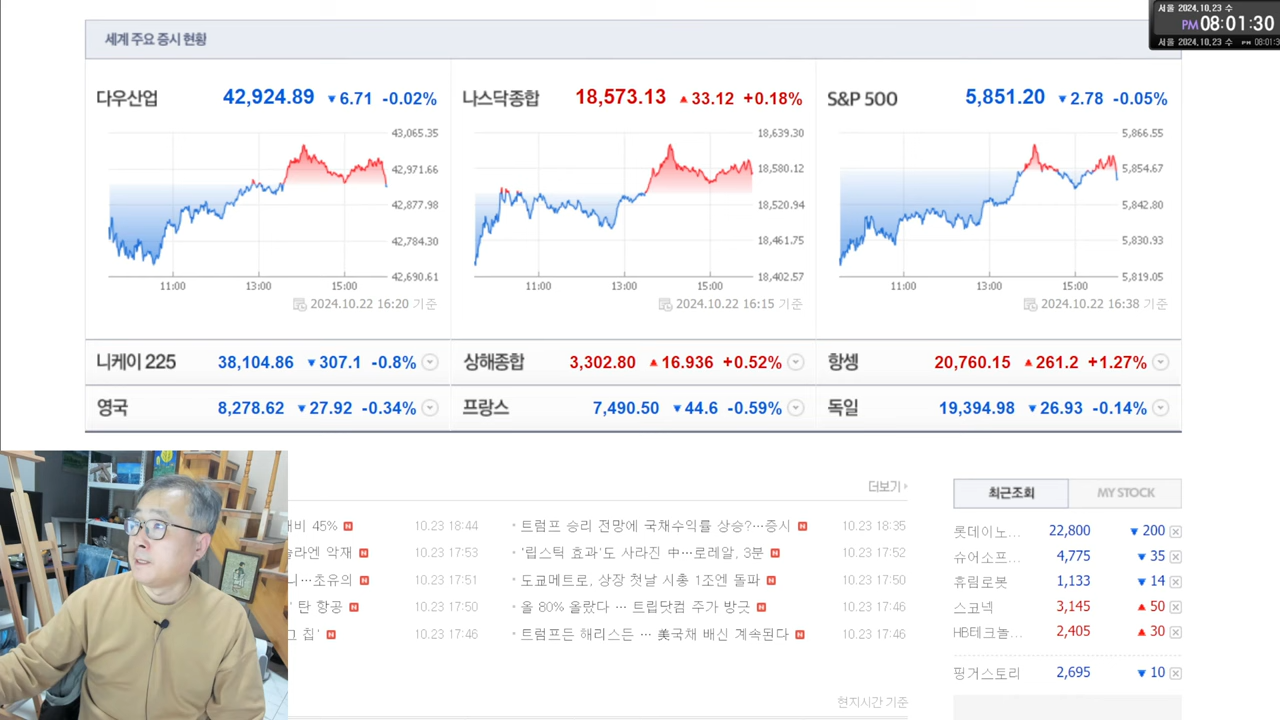 서울 2024.10.23 수
PM 08:01:30
서울 2024.10.23 수 PM 08:01:3
세계 주요 증시 현황
다우산업 42,924.89 ▼6.71 -0.02%
43,065.35
42,971.66
42,877.98
42,784.30
42,690.61
11:00 13:00 15:00
2024.10.22 16:20 기준
나스닥종합 18,573.13 ▲33.12 +0.18%
18,639.30
18,580.12
18,520.94
18,461.75
18,402.57
11:00 13:00 15:00
2024.10.22 16:15 기준
S&P 500 5,851.20 ▼2.78 -0.05%
5,866.55
5,854.67
5,842.80
5,830.93
5,819.05
11:00 13:00 15:00
2024.10.22 16:38 기준
니케이 225 38,104.86 ▼307.1 -0.8%
상해종합 3,302.80 ▲16.936 +0.52%
항셍 20,760.15 ▲261.2 +1.27%
영국 8,278.62 ▼27.92 -0.34%
프랑스 7,490.50 ▼44.6 -0.59%
독일 19,394.98 ▼26.93 -0.14%
더보기
45% N 10.23 18:44
악재 N 10.23 17:53
니…초유의 N 10.23 17:51
' 탄 항공 N 10.23 17:50
칩' N 10.23 17:46
트럼프 승리 전망에 국채수익률 상승?…증시 N 10.23 18:35
'립스틱 효과'도 사라진 中…로레알, 3분 N 10.23 17:52
도쿄메트로, 상장 첫날 시총 1조엔 돌파 N 10.23 17:50
올 80% 올랐다 … 트립닷컴 주가 방긋 N 10.23 17:46
트럼프든 해리스든 … 美국채 배신 계속된다 N 10.23 17:46
현지시간 기준
최근조회 MY STOCK
롯데이노... 22,800 ▼200
슈어소프... 4,775 ▼35
휴림로봇 1,133 ▼14
스코넥 3,145 ▲50
HB테크놀... 2,405 ▲30
핑거스토리 2,695 ▼10